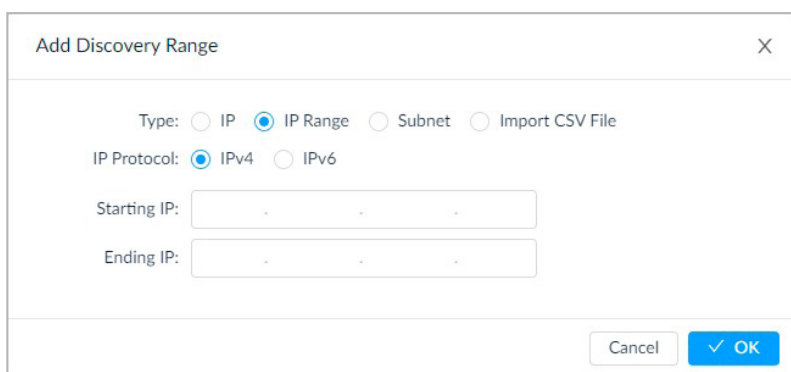 Add Discovery Range
Type: IP IP Range Subnet Import CSV File
IP Protocol: IPv4 IPv6
Starting IP: . . .
Ending IP: . . .
Cancel OK